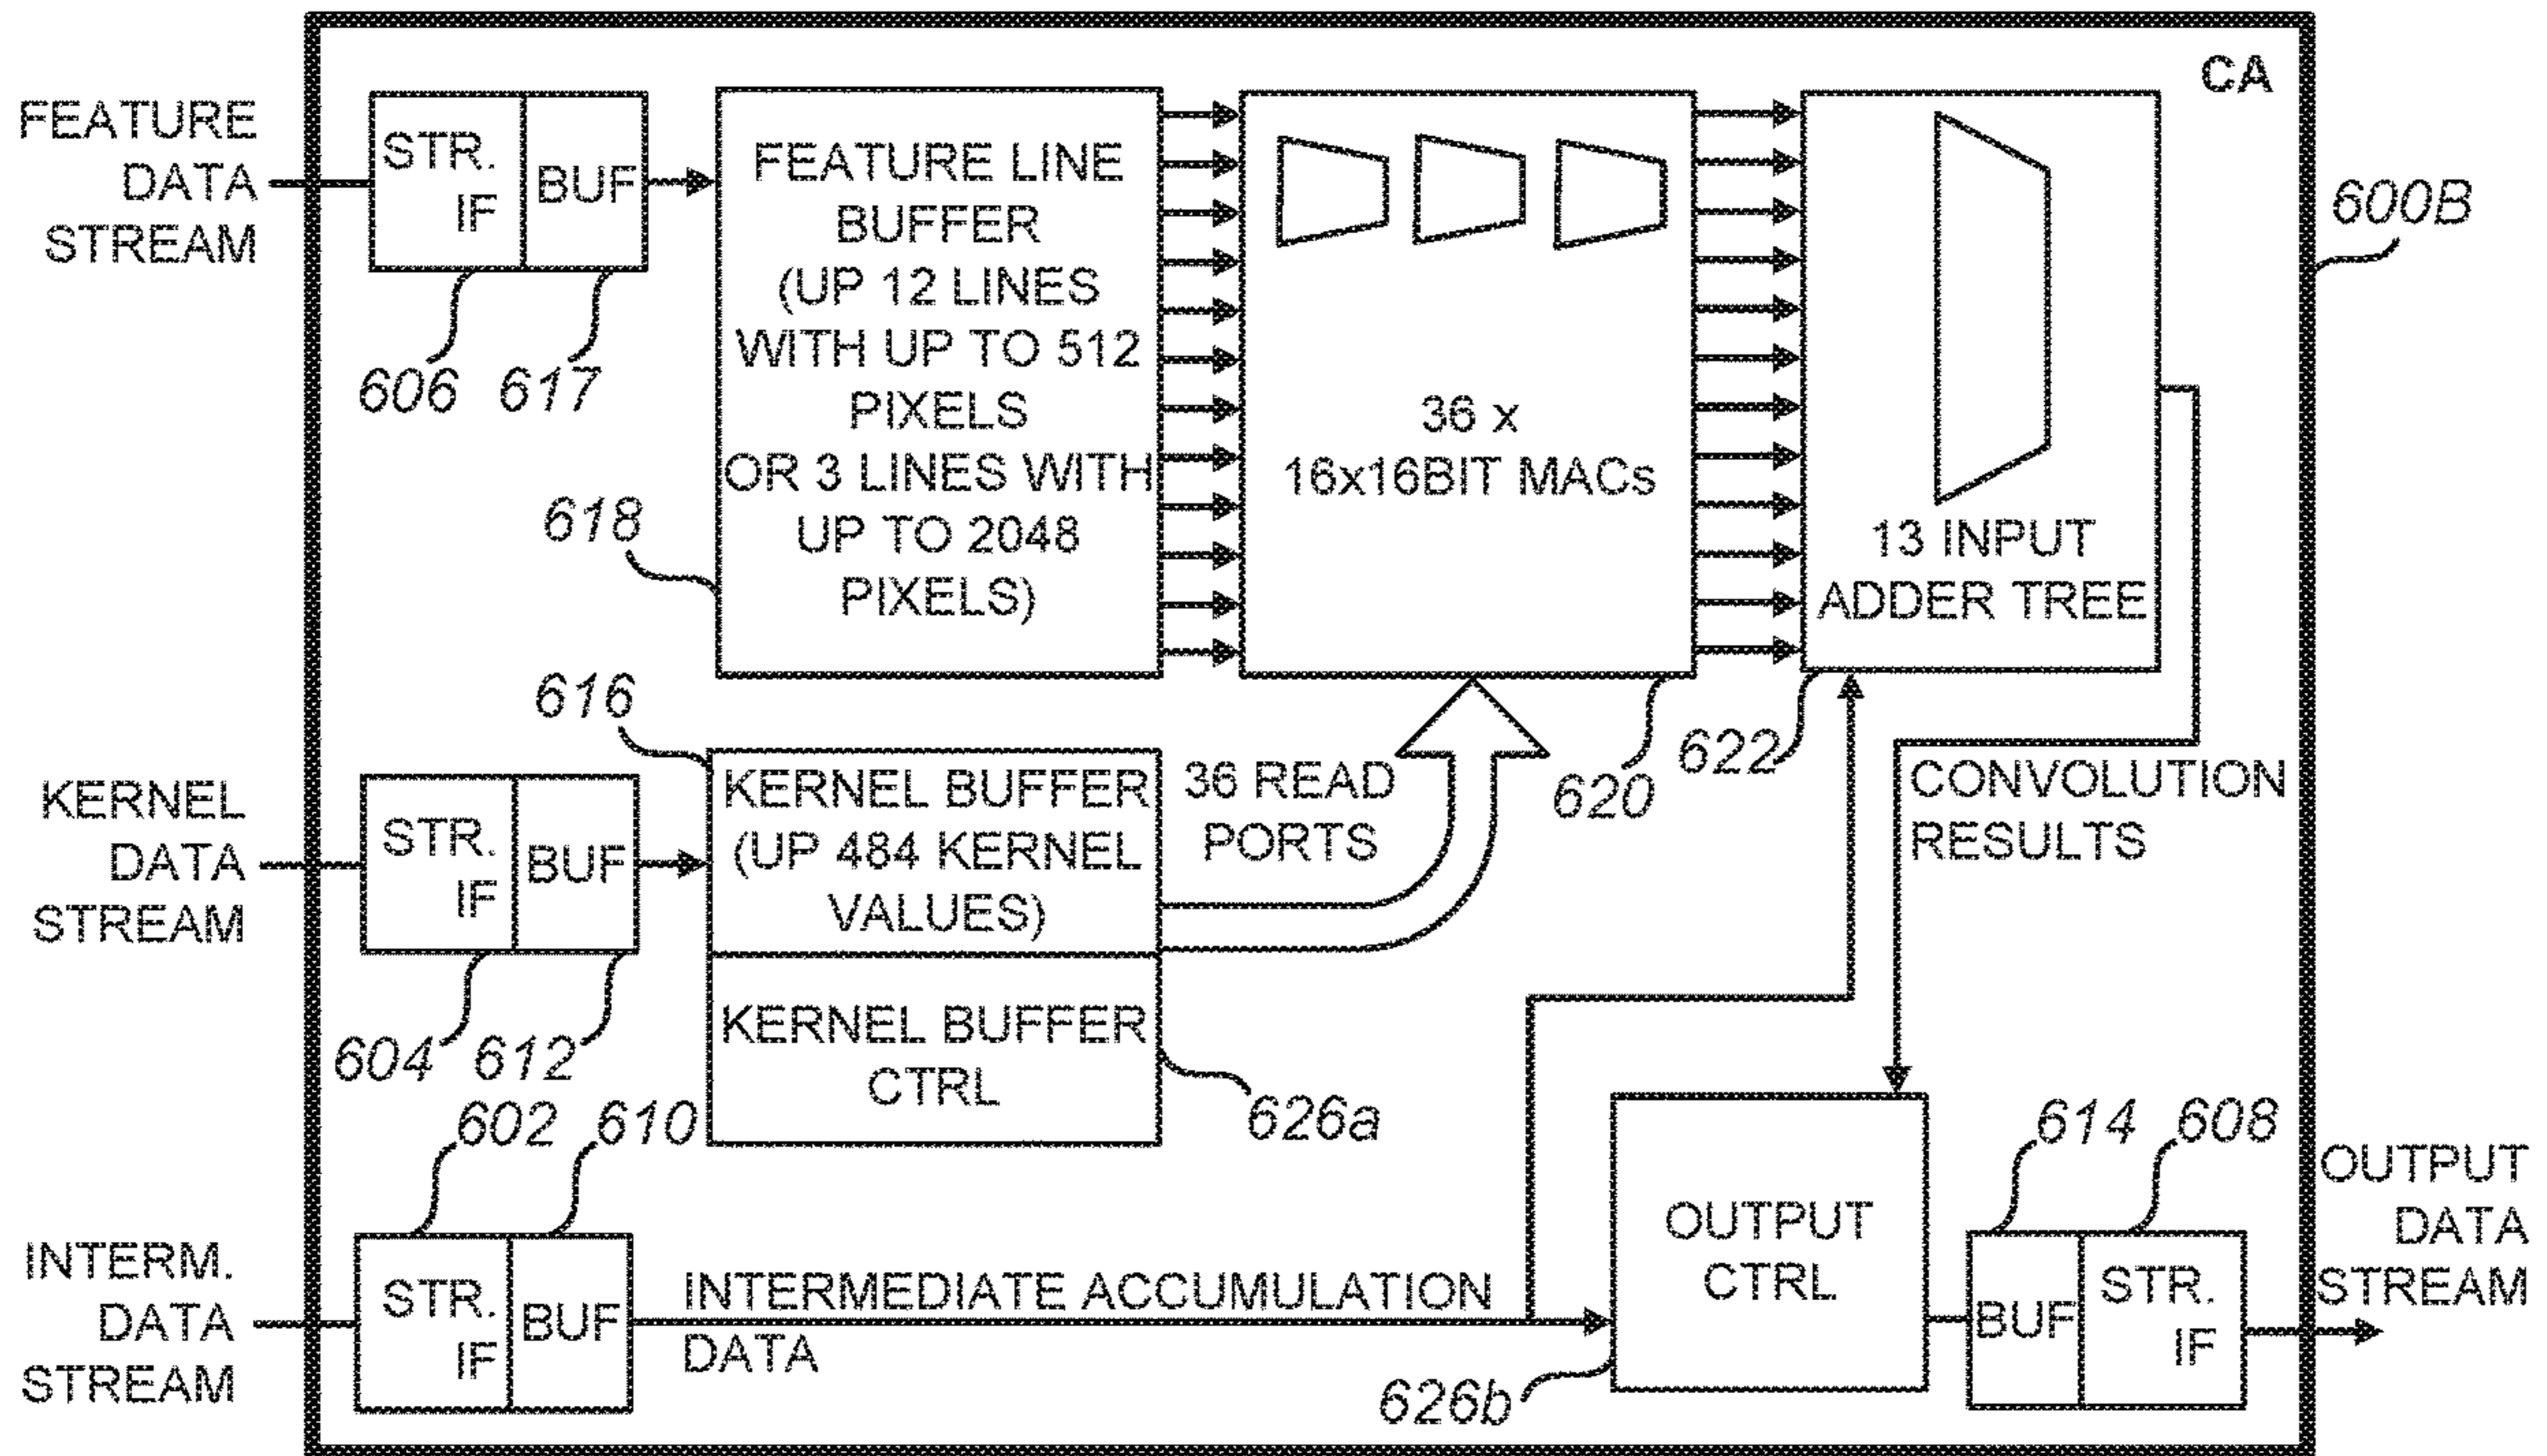 CA
600B
FEATURE
DATA
STREAM
STR.
IF
BUF
606
617
FEATURE LINE
BUFFER
(UP 12 LINES
WITH UP TO 512
PIXELS
OR 3 LINES WITH
UP TO 2048
PIXELS)
618
36 x
16x16BIT MACs
620
13 INPUT
ADDER TREE
622
KERNEL
DATA
STREAM
STR.
IF
BUF
604
612
616
KERNEL BUFFER
(UP 484 KERNEL
VALUES)
KERNEL BUFFER
CTRL
626a
36 READ
PORTS
CONVOLUTION
RESULTS
INTERM.
DATA
STREAM
602
610
STR.
IF
BUF
INTERMEDIATE ACCUMULATION
DATA
OUTPUT
CTRL
626b
614
608
BUF
STR.
IF
OUTPUT
DATA
STREAM